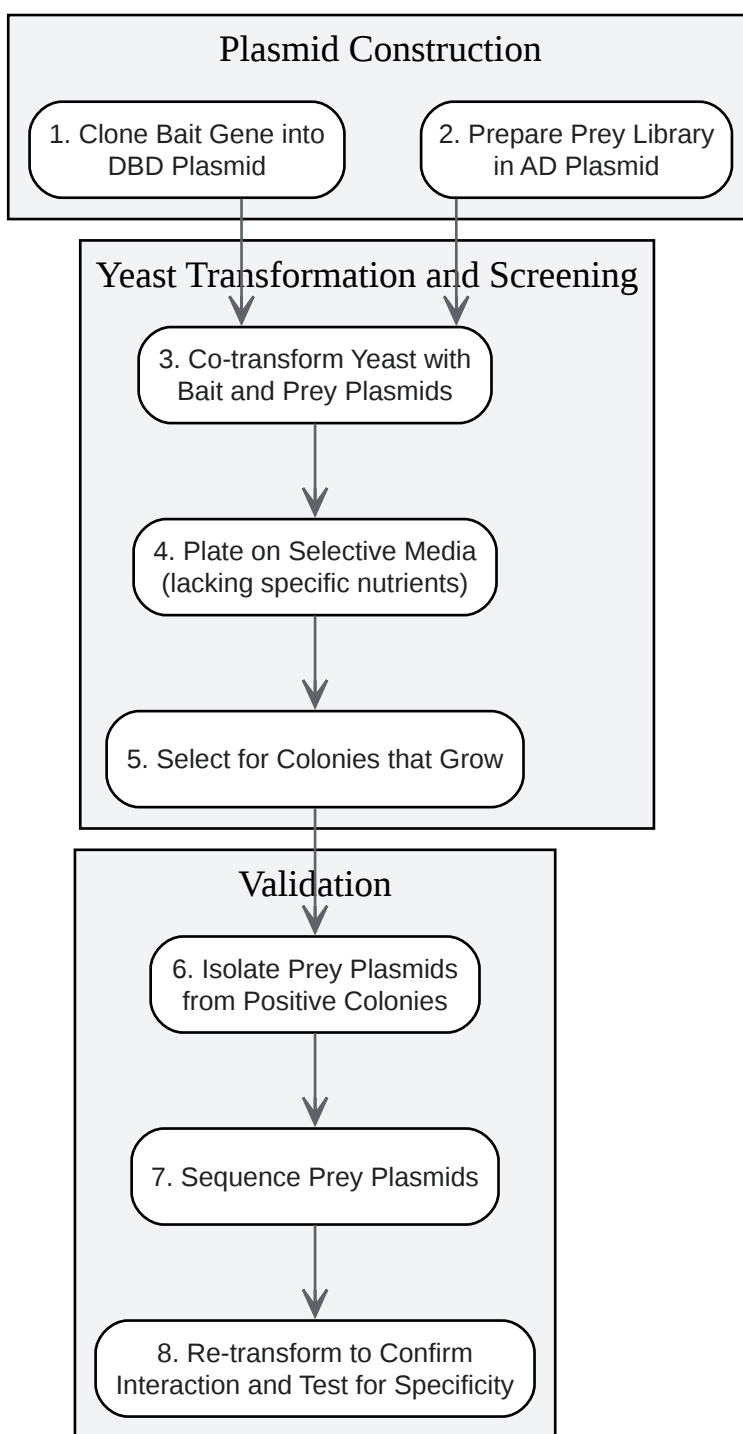 Plasmid Construction
1. Clone Bait Gene into
DBD Plasmid
2. Prepare Prey Library
in AD Plasmid
Yeast Transformation and Screening
3. Co-transform Yeast with
Bait and Prey Plasmids
4. Plate on Selective Media
(lacking specific nutrients)
5. Select for Colonies that Grow
Validation
6. Isolate Prey Plasmids
from Positive Colonies
7. Sequence Prey Plasmids
8. Re-transform to Confirm
Interaction and Test for Specificity